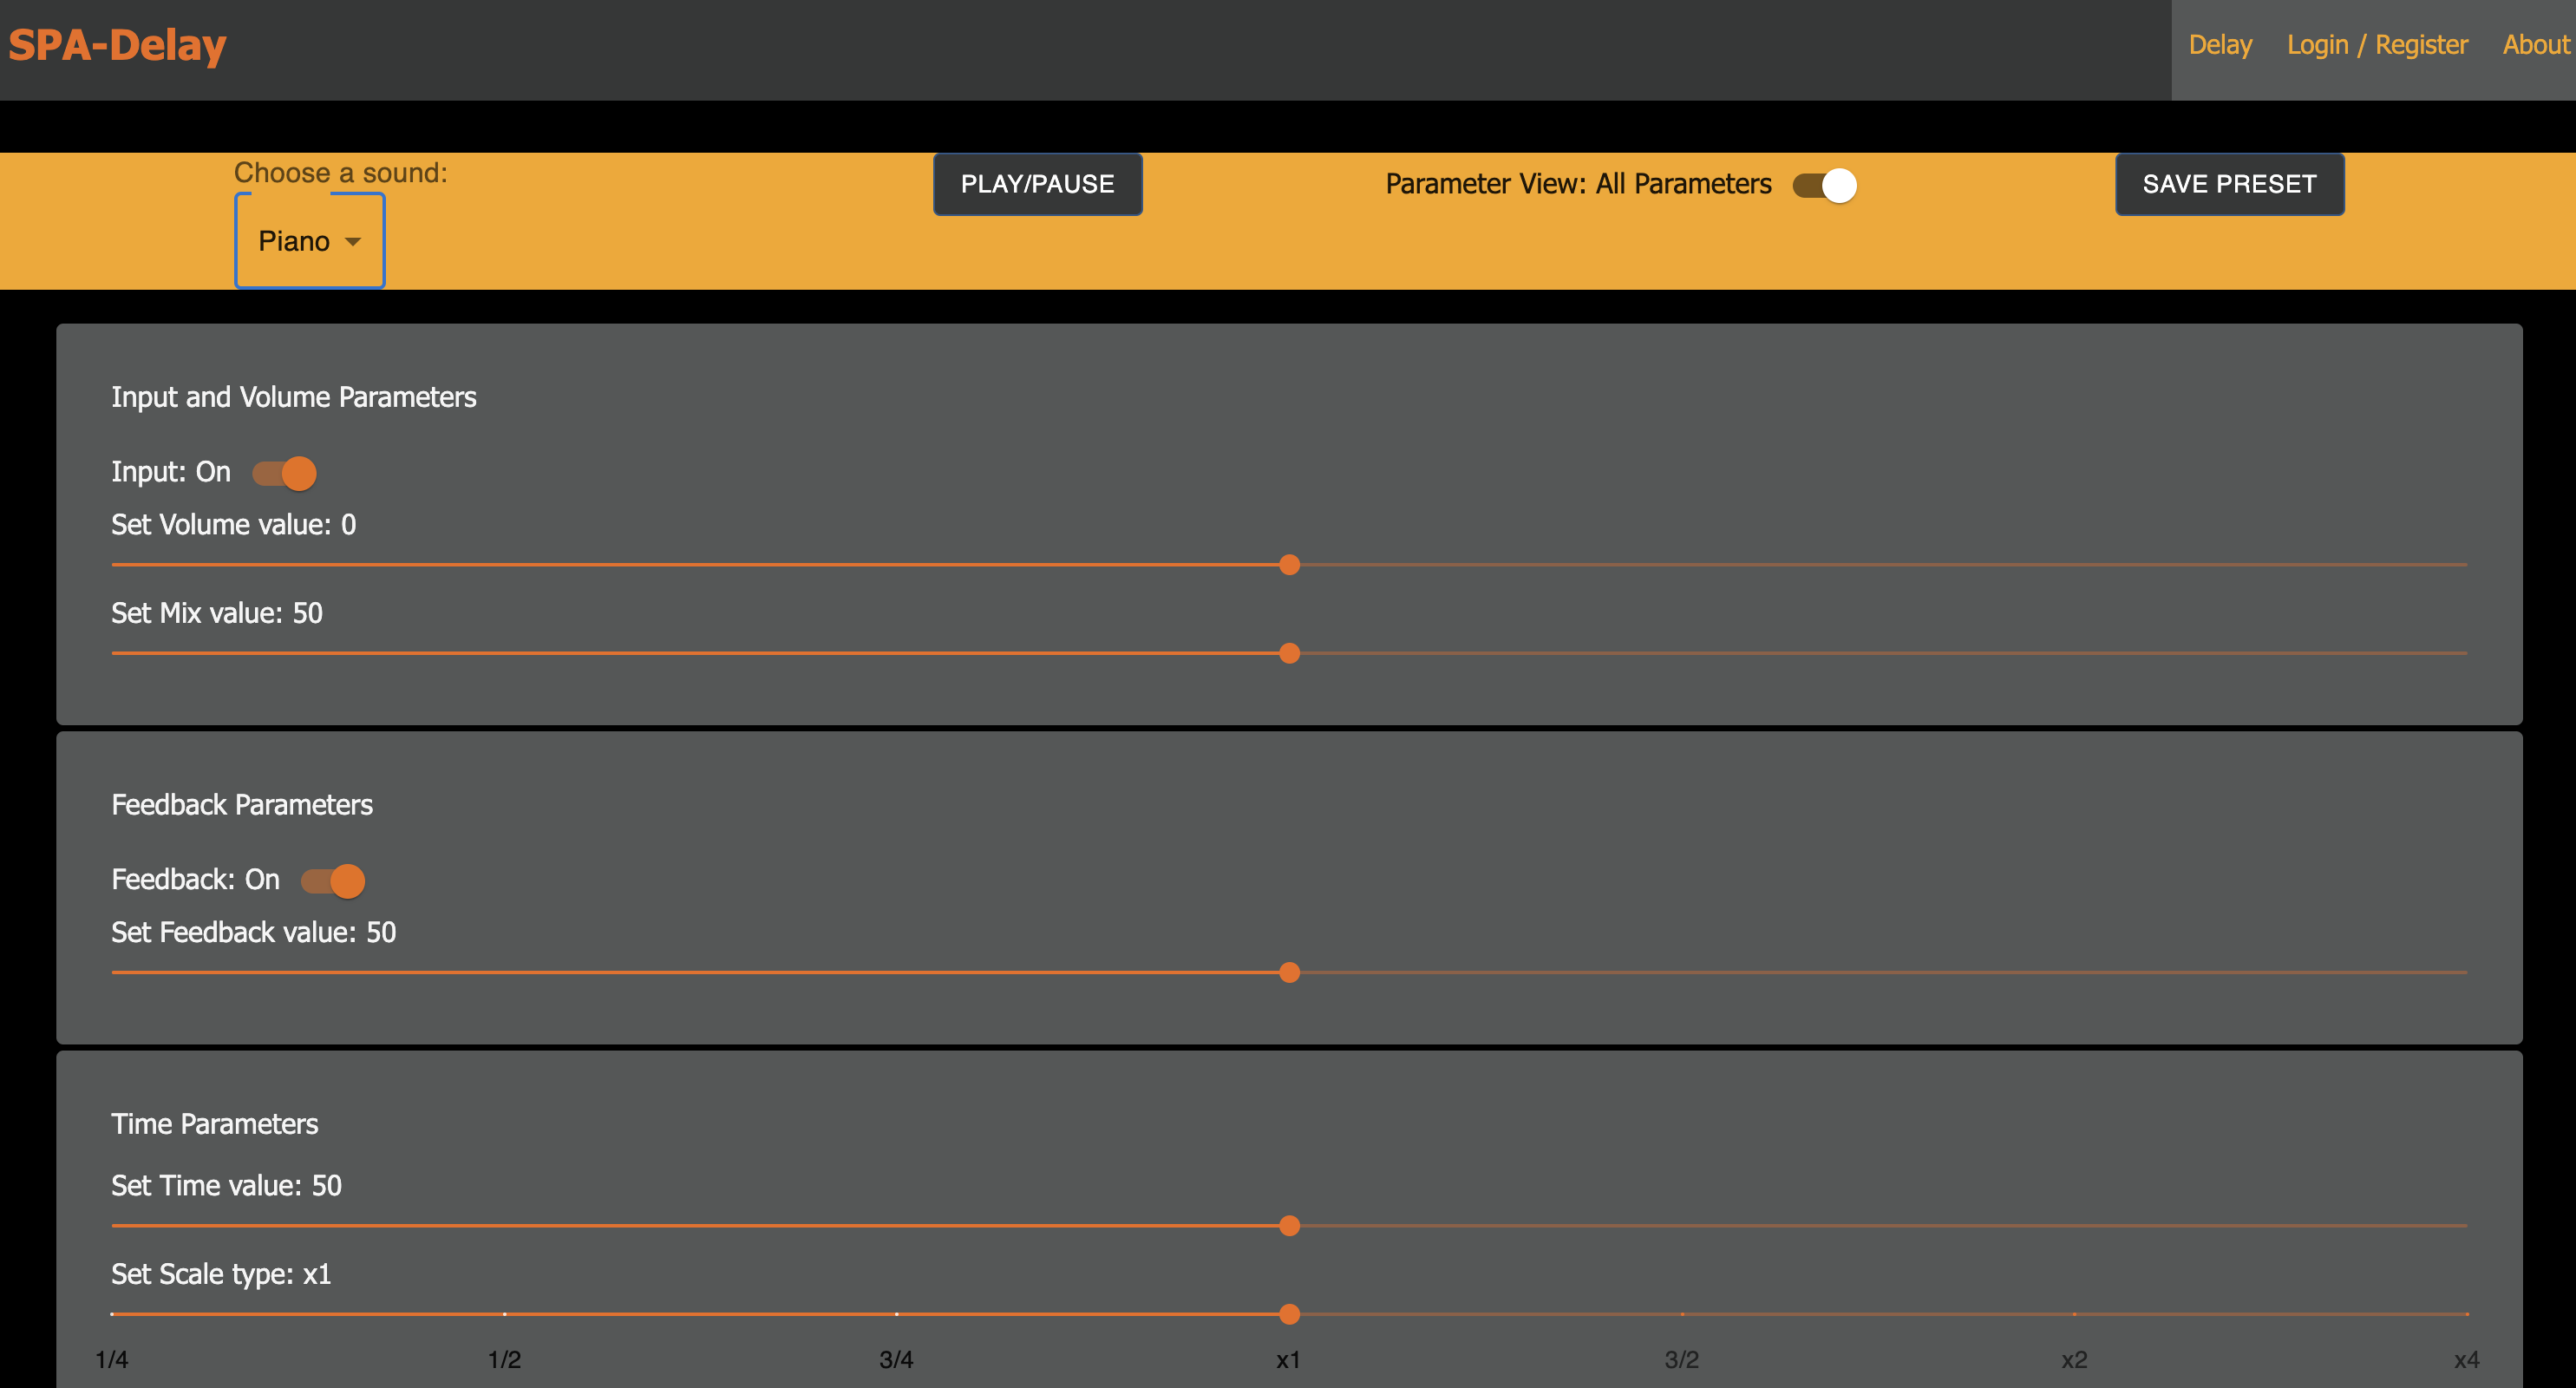 SPA-Delay
Delay
Login / Register
About
Choose a sound:
Piano
PLAY/PAUSE
Parameter View: All Parameters
SAVE PRESET
Input and Volume Parameters
Input: On
Set Volume value: 0
Set Mix value: 50
Feedback Parameters
Feedback: On
Set Feedback value: 50
Time Parameters
Set Time value: 50
Set Scale type: x1
1/4 1/2 3/4 x1 3/2 x2 x4